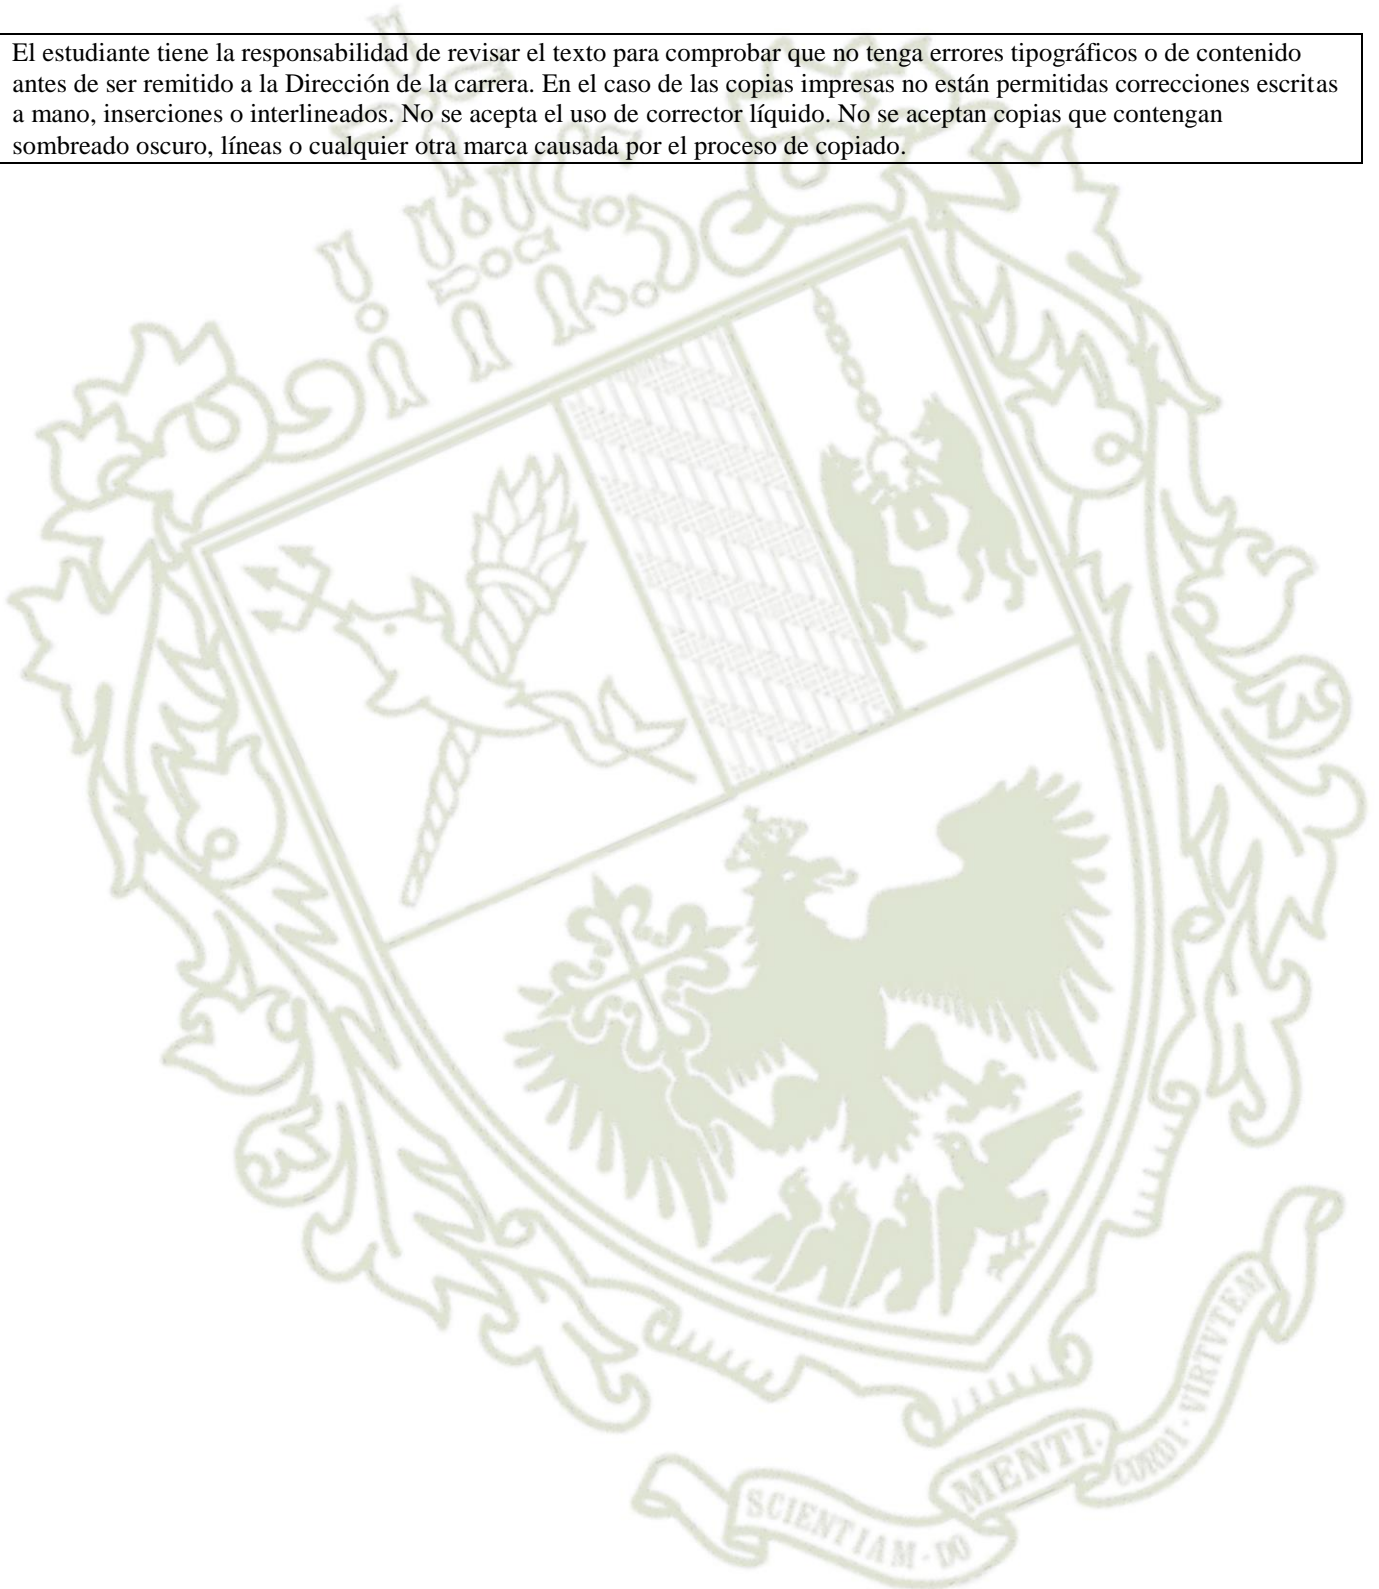 El estudiante tiene la responsabilidad de revisar el texto para comprobar que no tenga errores tipográficos o de contenido
antes de ser remitido a la Dirección de la carrera. En el caso de las copias impresas no están permitidas correcciones escritas
a mano, inserciones o interlineados. No se acepta el uso de corrector líquido. No se aceptan copias que contengan
sombreado oscuro, líneas o cualquier otra marca causada por el proceso de copiado.
SCIENTIAM · DO
MENTI.
CORDI · VIRTVTEM